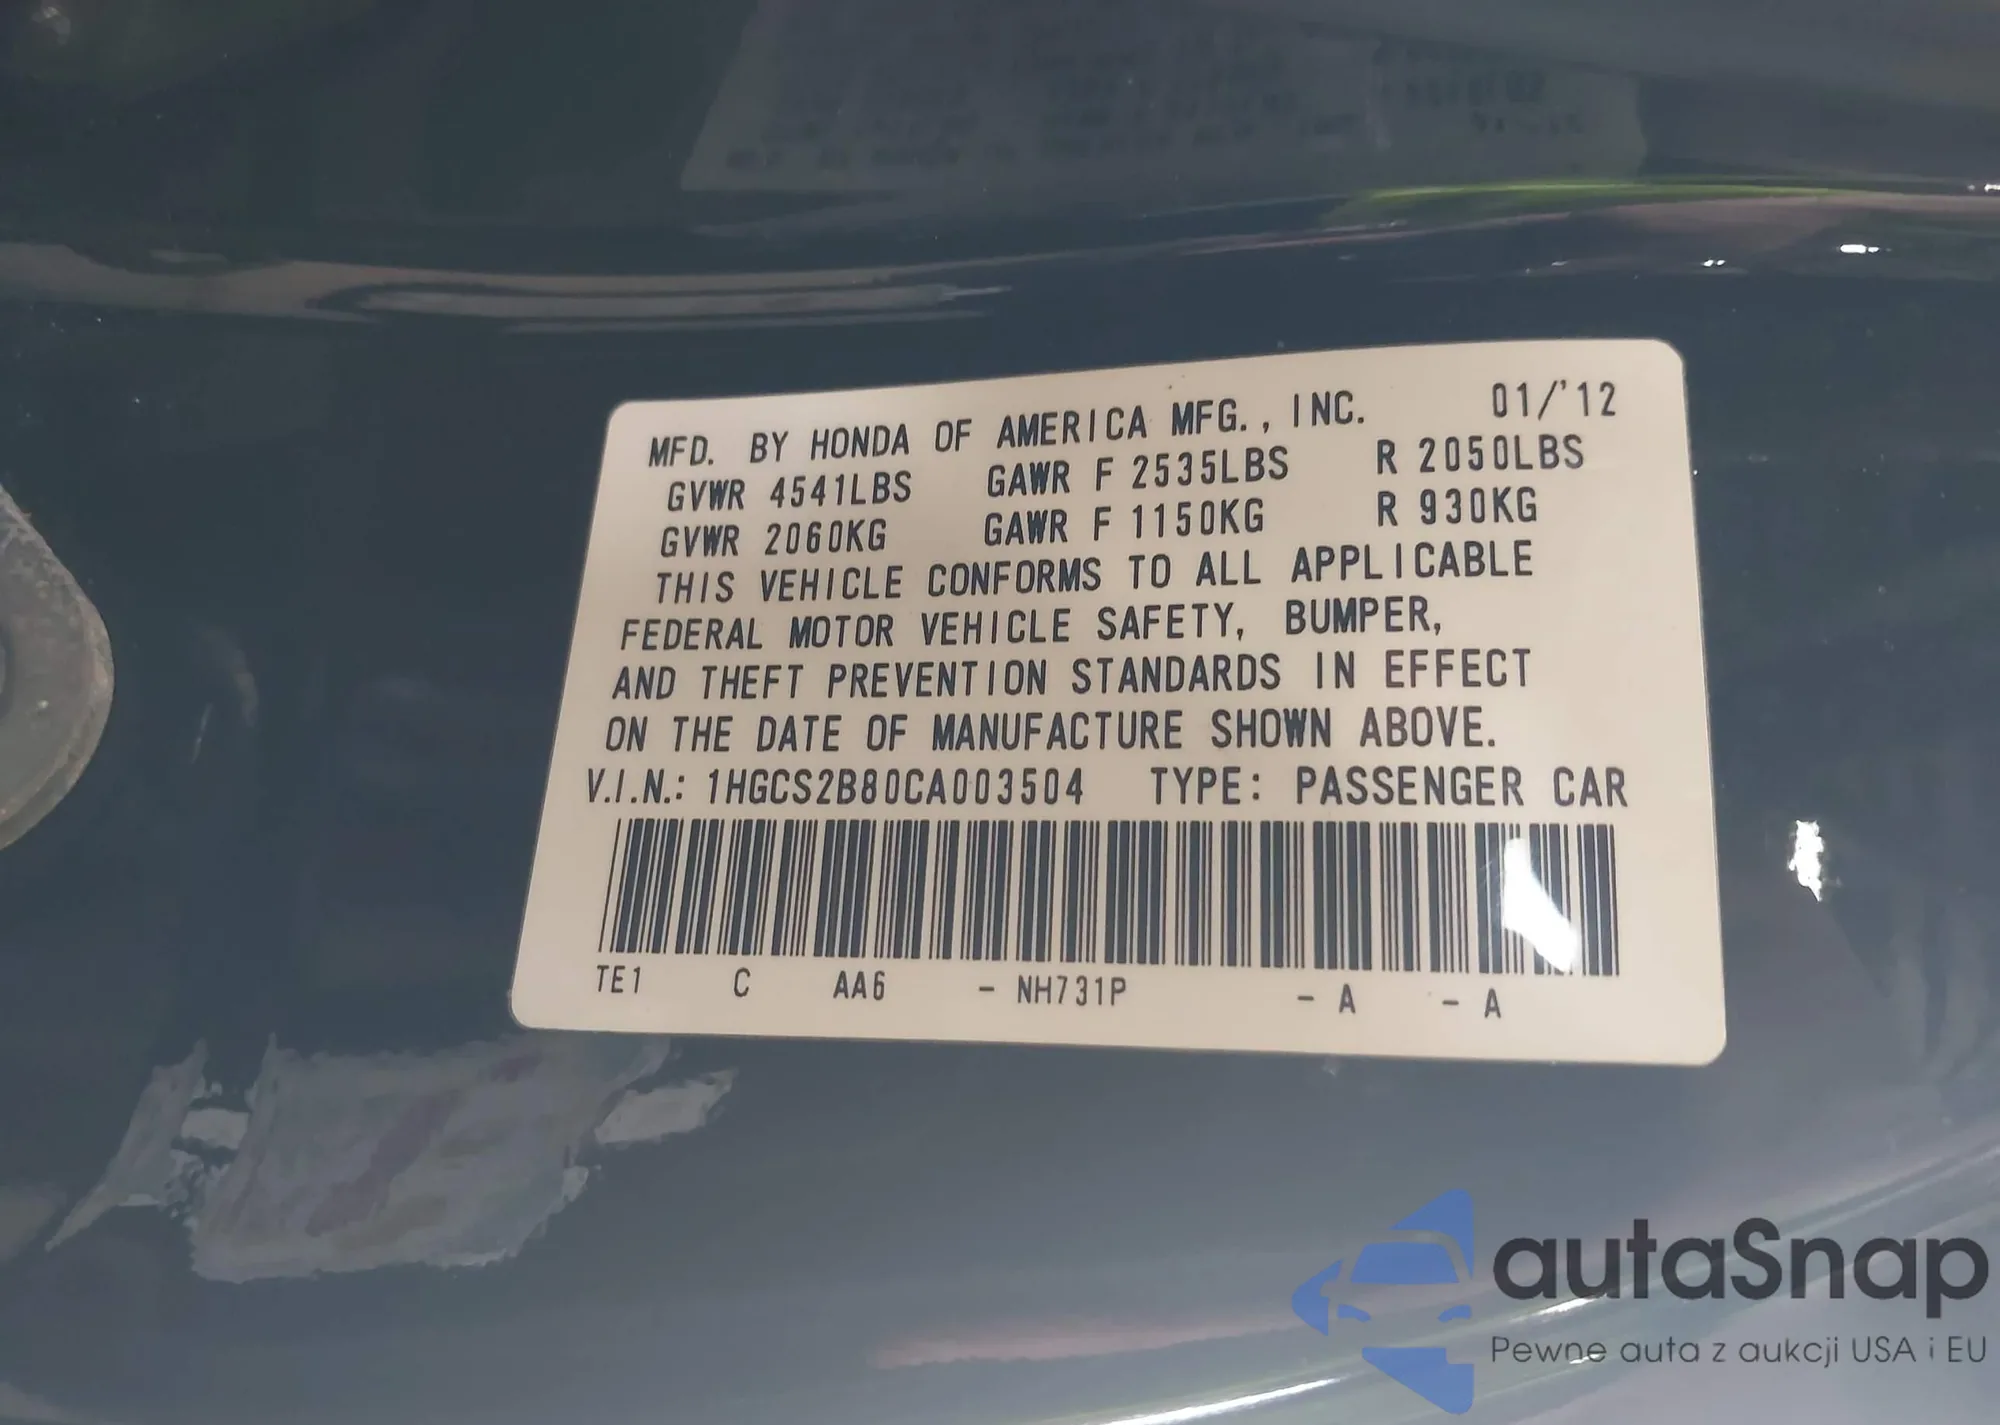 MFD. BY HONDA OF AMERICA MFG., INC. 01/'12
GVWR 4541LBS GAWR F 2535LBS R 2050LBS
GVWR 2060KG GAWR F 1150KG R 930KG
THIS VEHICLE CONFORMS TO ALL APPLICABLE
FEDERAL MOTOR VEHICLE SAFETY, BUMPER,
AND THEFT PREVENTION STANDARDS IN EFFECT
ON THE DATE OF MANUFACTURE SHOWN ABOVE.
V.I.N.: 1HGCS2B80CA003504 TYPE: PASSENGER CAR
TE1 C AA6 - NH731P - A - A
autaSnap
Pewne auta z aukcji USA i EU